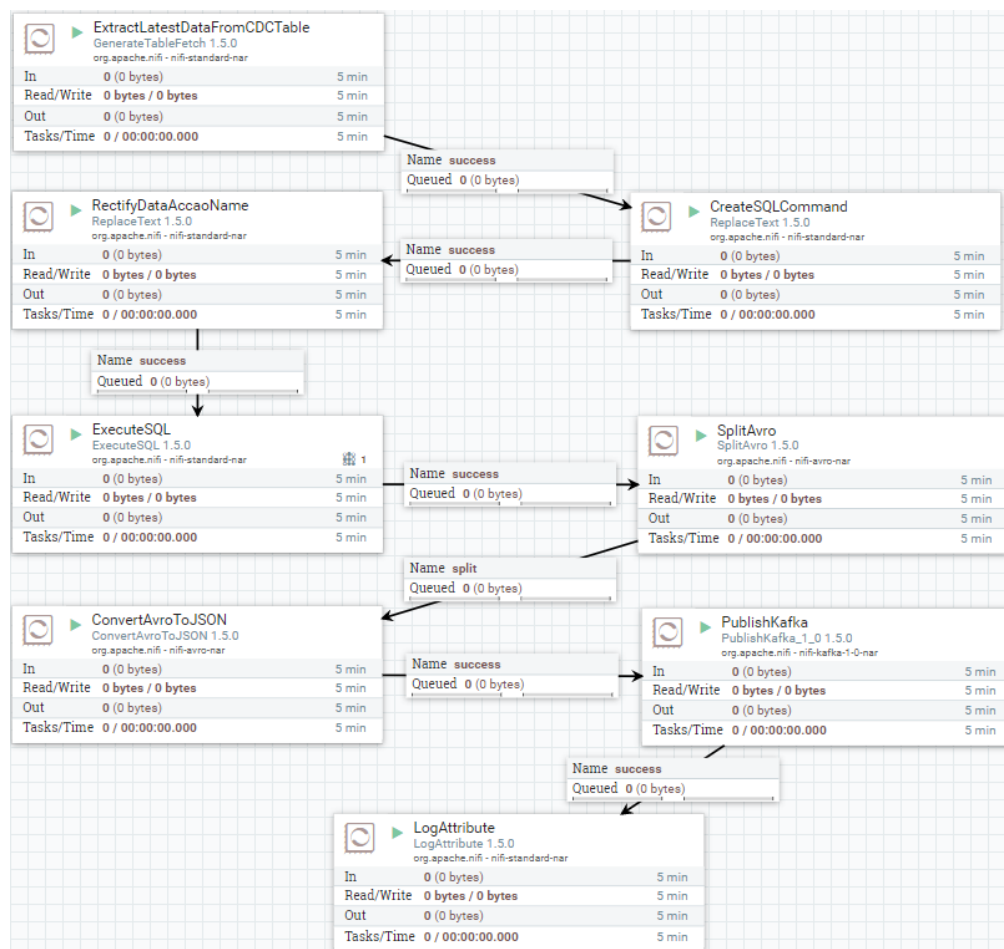 ExtractLatestDataFromCDCTable
GenerateTableFetch 1.5.0
org.apache.nifi - nifi-standard-nar
In 0 (0 bytes) 5 min
Read/Write 0 bytes / 0 bytes 5 min
Out 0 (0 bytes) 5 min
Tasks/Time 0 / 00:00:00.000 5 min
Name success
Queued 0 (0 bytes)
CreateSQLCommand
ReplaceText 1.5.0
org.apache.nifi - nifi-standard-nar
In 0 (0 bytes) 5 min
Read/Write 0 bytes / 0 bytes 5 min
Out 0 (0 bytes) 5 min
Tasks/Time 0 / 00:00:00.000 5 min
Name success
Queued 0 (0 bytes)
RectifyDataAccaoName
ReplaceText 1.5.0
org.apache.nifi - nifi-standard-nar
In 0 (0 bytes) 5 min
Read/Write 0 bytes / 0 bytes 5 min
Out 0 (0 bytes) 5 min
Tasks/Time 0 / 00:00:00.000 5 min
Name success
Queued 0 (0 bytes)
ExecuteSQL
ExecuteSQL 1.5.0
org.apache.nifi - nifi-standard-nar
1
In 0 (0 bytes) 5 min
Read/Write 0 bytes / 0 bytes 5 min
Out 0 (0 bytes) 5 min
Tasks/Time 0 / 00:00:00.000 5 min
Name success
Queued 0 (0 bytes)
SplitAvro
SplitAvro 1.5.0
org.apache.nifi - nifi-avro-nar
In 0 (0 bytes) 5 min
Read/Write 0 bytes / 0 bytes 5 min
Out 0 (0 bytes) 5 min
Tasks/Time 0 / 00:00:00.000 5 min
Name split
Queued 0 (0 bytes)
ConvertAvroToJSON
ConvertAvroToJSON 1.5.0
org.apache.nifi - nifi-avro-nar
In 0 (0 bytes) 5 min
Read/Write 0 bytes / 0 bytes 5 min
Out 0 (0 bytes) 5 min
Tasks/Time 0 / 00:00:00.000 5 min
Name success
Queued 0 (0 bytes)
PublishKafka
PublishKafka_1_0 1.5.0
org.apache.nifi - nifi-kafka-1-0-nar
In 0 (0 bytes) 5 min
Read/Write 0 bytes / 0 bytes 5 min
Out 0 (0 bytes) 5 min
Tasks/Time 0 / 00:00:00.000 5 min
Name success
Queued 0 (0 bytes)
LogAttribute
LogAttribute 1.5.0
org.apache.nifi - nifi-standard-nar
In 0 (0 bytes) 5 min
Read/Write 0 bytes / 0 bytes 5 min
Out 0 (0 bytes) 5 min
Tasks/Time 0 / 00:00:00.000 5 min